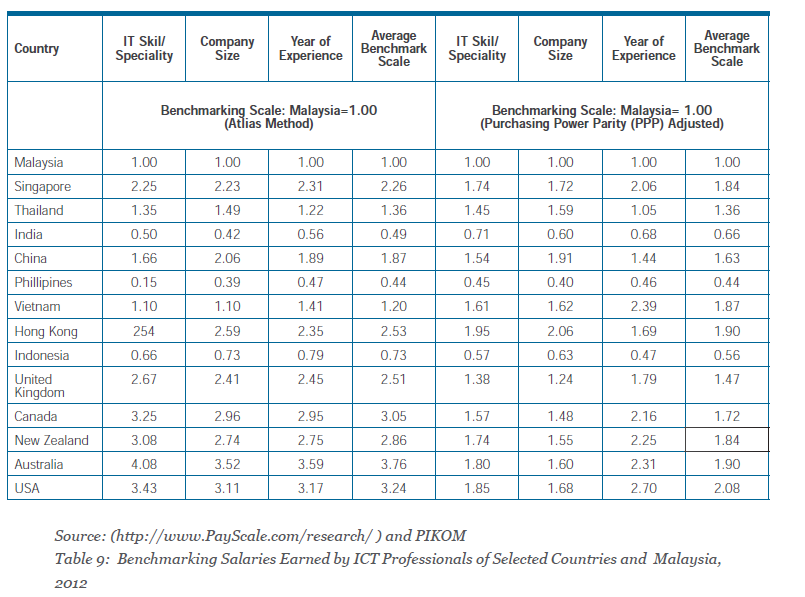 Country IT Skil/ Speciality Company Size Year of Experience Average Benchmark Scale IT Skil/ Speciality Company Size Year of Experience Average Benchmark Scale
Benchmarking Scale: Malaysia=1.00 (Atlias Method) Benchmarking Scale: Malaysia= 1.00 (Purchasing Power Parity (PPP) Adjusted)
Malaysia 1.00 1.00 1.00 1.00 1.00 1.00 1.00 1.00
Singapore 2.25 2.23 2.31 2.26 1.74 1.72 2.06 1.84
Thailand 1.35 1.49 1.22 1.36 1.45 1.59 1.05 1.36
India 0.50 0.42 0.56 0.49 0.71 0.60 0.68 0.66
China 1.66 2.06 1.89 1.87 1.54 1.91 1.44 1.63
Phillipines 0.15 0.39 0.47 0.44 0.45 0.40 0.46 0.44
Vietnam 1.10 1.10 1.41 1.20 1.61 1.62 2.39 1.87
Hong Kong 254 2.59 2.35 2.53 1.95 2.06 1.69 1.90
Indonesia 0.66 0.73 0.79 0.73 0.57 0.63 0.47 0.56
United Kingdom 2.67 2.41 2.45 2.51 1.38 1.24 1.79 1.47
Canada 3.25 2.96 2.95 3.05 1.57 1.48 2.16 1.72
New Zealand 3.08 2.74 2.75 2.86 1.74 1.55 2.25 1.84
Australia 4.08 3.52 3.59 3.76 1.80 1.60 2.31 1.90
USA 3.43 3.11 3.17 3.24 1.85 1.68 2.70 2.08
Source: (http://www.PayScale.com/research/ ) and PIKOM
Table 9: Benchmarking Salaries Earned by ICT Professionals of Selected Countries and Malaysia,
2012